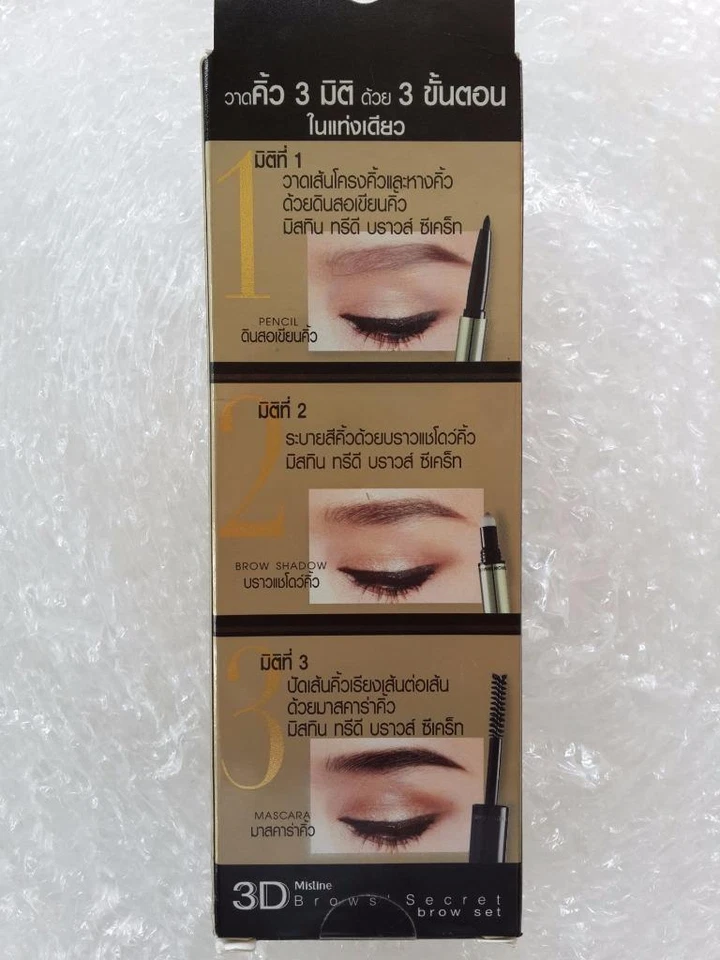 วาดคิ้ว 3 มิติ ด้วย 3 ขั้นตอน
ในแท่งเดียว
1
มิติที่ 1
วาดเส้นโครงคิ้วและหางคิ้ว
ด้วยดินสอเขียนคิ้ว
มิสทิน ทรีดี บราวส์ ซีเคร็ท
PENCIL
ดินสอเขียนคิ้ว
2
มิติที่ 2
ระบายสีคิ้วด้วยบราวแชโดว์คิ้ว
มิสทิน ทรีดี บราวส์ ซีเคร็ท
BROW SHADOW
บราวแชโดว์คิ้ว
3
มิติที่ 3
ปัดเส้นคิ้วเรียงเส้นต่อเส้น
ด้วยมาสคาร่าคิ้ว
มิสทิน ทรีดี บราวส์ ซีเคร็ท
MASCARA
มาสคาร่าคิ้ว
3D Mistine
Brows' Secret
brow set